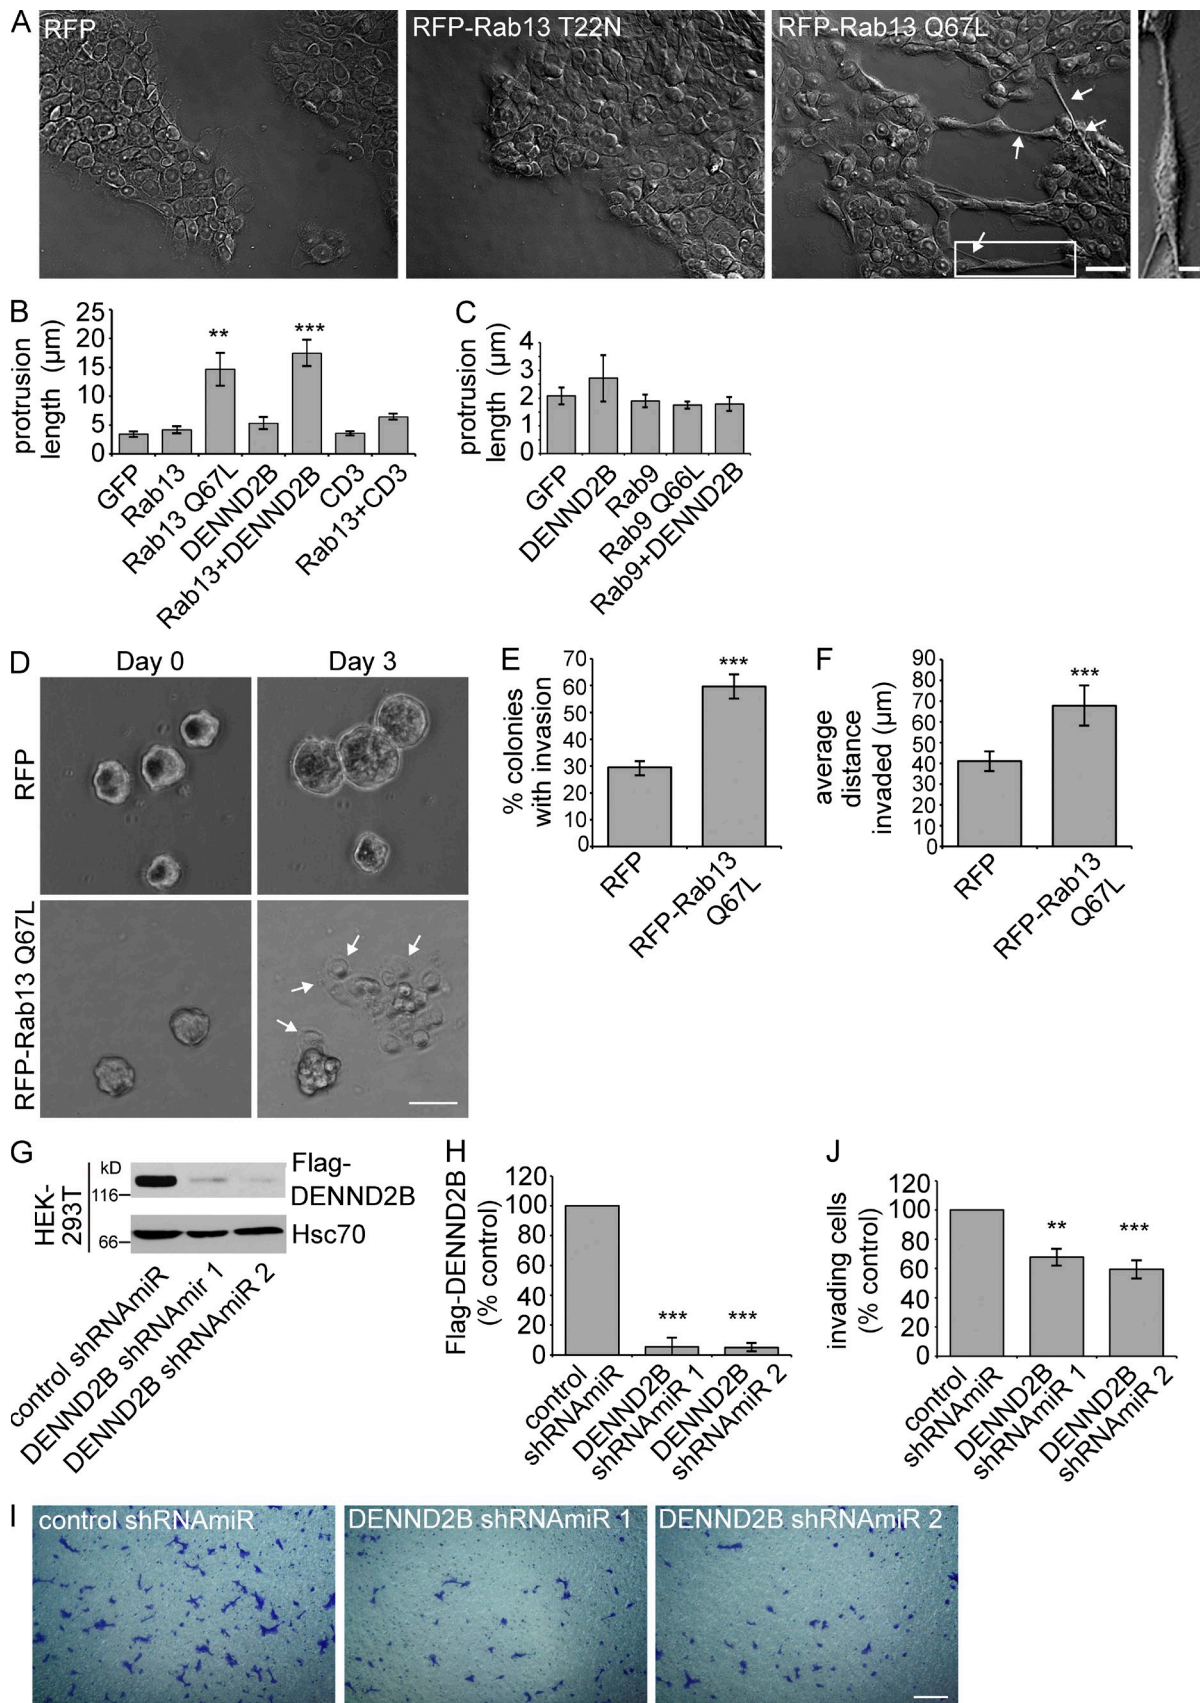 A
RFP
RFP-Rab13 T22N
RFP-Rab13 Q67L
B
protrusion
length (µm)
25
20
15
10
5
0
**
***
GFP
Rab13
Rab13 Q67L
DENND2B
Rab13+DENND2B
CD3
Rab13+CD3
C
protrusion
length (µm)
4
3
2
1
0
GFP
DENND2B
Rab9
Rab9 Q66L
Rab9+DENND2B
D
Day 0
Day 3
RFP
RFP-Rab13 Q67L
E
% colonies
with invasion
70
60
50
40
30
20
10
0
***
RFP
RFP-Rab13
Q67L
F
average
distance
invaded (µm)
90
80
70
60
50
40
30
20
10
0
***
RFP
RFP-Rab13
Q67L
G
HEK-
293T
kD
116
66
Flag-
DENND2B
Hsc70
control shRNAmiR
DENND2B shRNAmir 1
DENND2B shRNAmiR 2
H
Flag-DENND2B
(% control)
120
100
80
60
40
20
0
***
***
control
shRNAmiR
DENND2B
shRNAmiR 1
DENND2B
shRNAmiR 2
J
invading cells
(% control)
120
100
80
60
40
20
0
**
***
control
shRNAmiR
DENND2B
shRNAmiR 1
DENND2B
shRNAmiR 2
I
control shRNAmiR
DENND2B shRNAmiR 1
DENND2B shRNAmiR 2